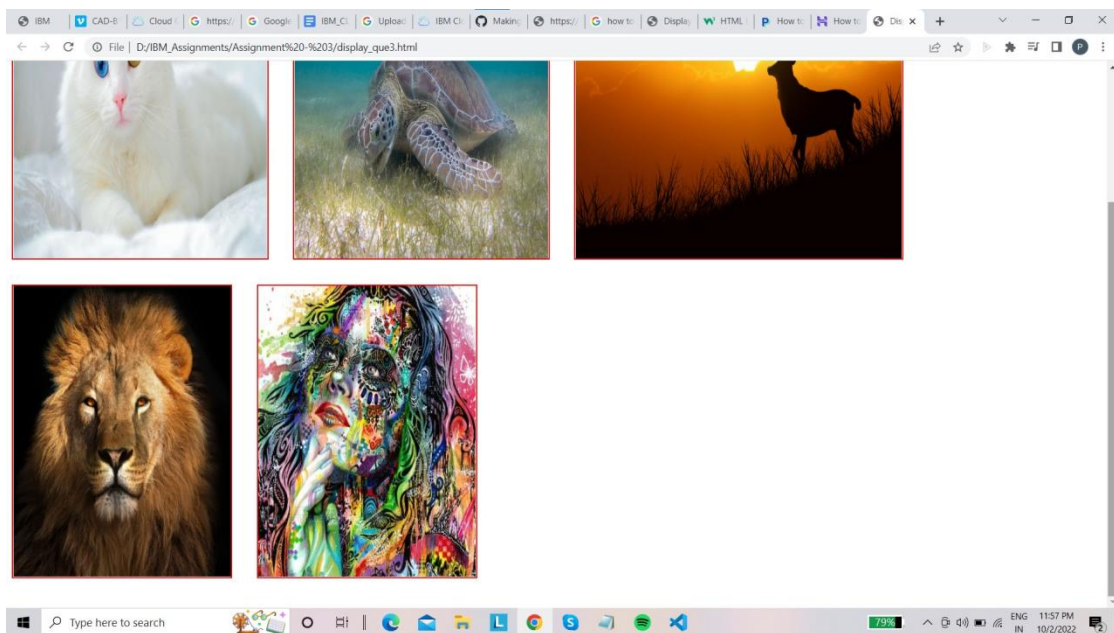 IBM CAD-B Cloud https:// Google IBM_CL Upload IBM Cl Making https:// how to Display HTML How to How to Dis
File | D:/IBM_Assignments/Assignment%20-%203/display_que3.html
Type here to search
79%
ENG 11:57 PM
IN 10/2/2022